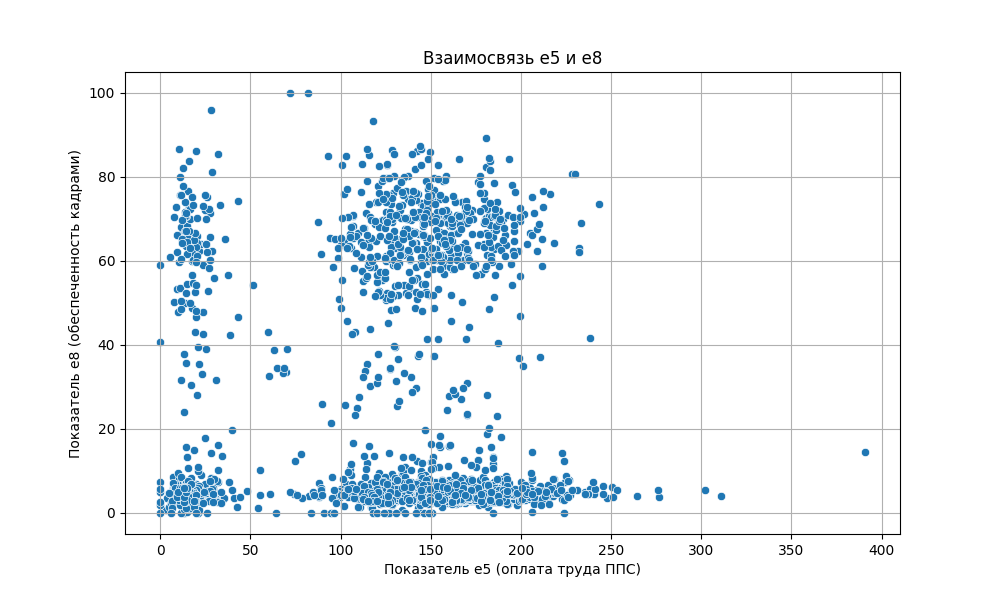 Взаимосвязь e5 и e8
Показатель e8 (обеспеченность кадрами)
100
80
60
40
20
0
0 50 100 150 200 250 300 350 400
Показатель e5 (оплата труда ППС)